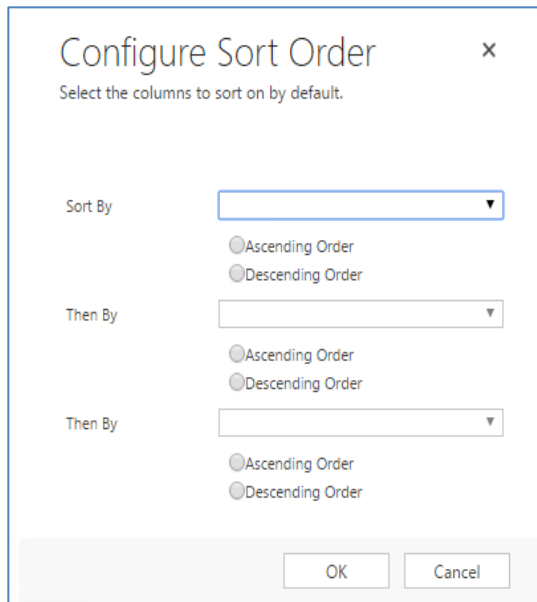 Configure Sort Order
Select the columns to sort on by default.
Sort By
Ascending Order
Descending Order
Then By
Ascending Order
Descending Order
Then By
Ascending Order
Descending Order
OK Cancel